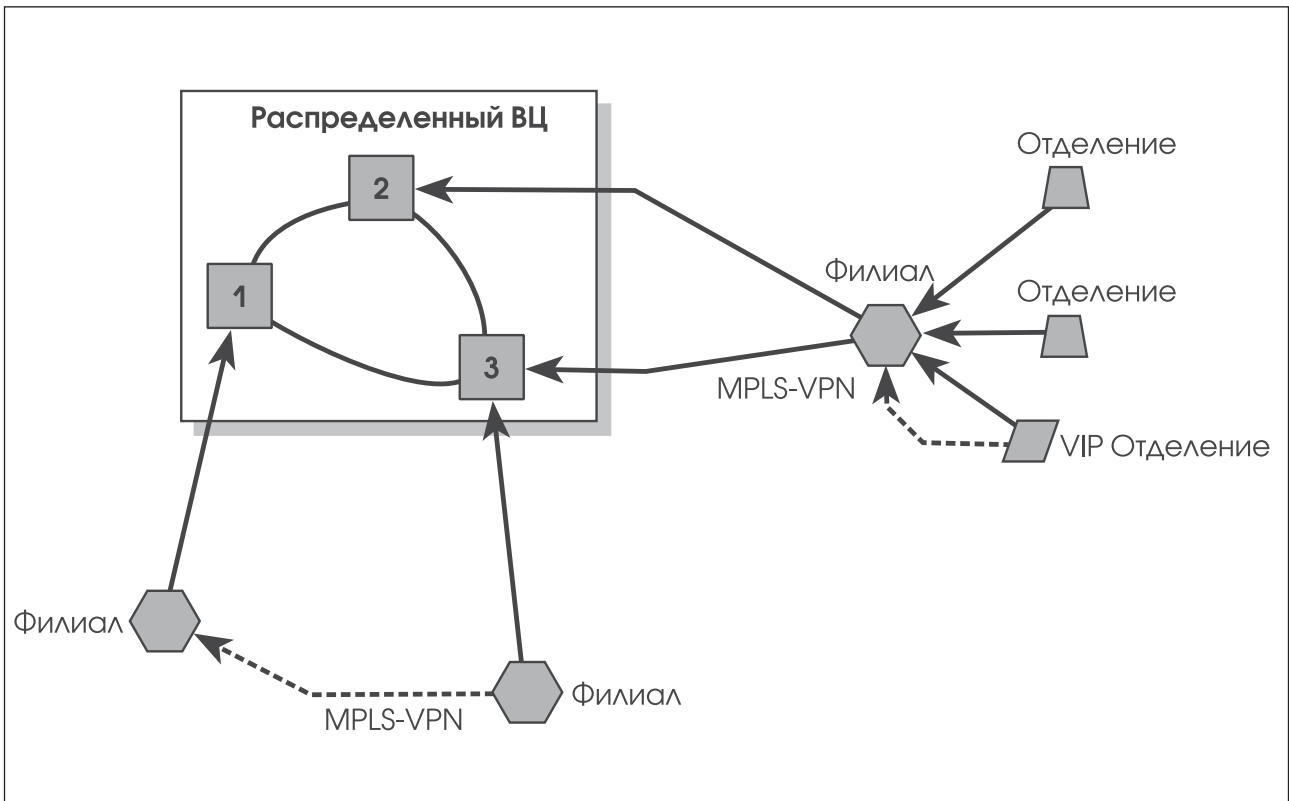 Распределенный ВЦ
2
1
3
Отделение
Филиал
Отделение
MPLS-VPN
VIP Отделение
Филиал
MPLS-VPN
Филиал